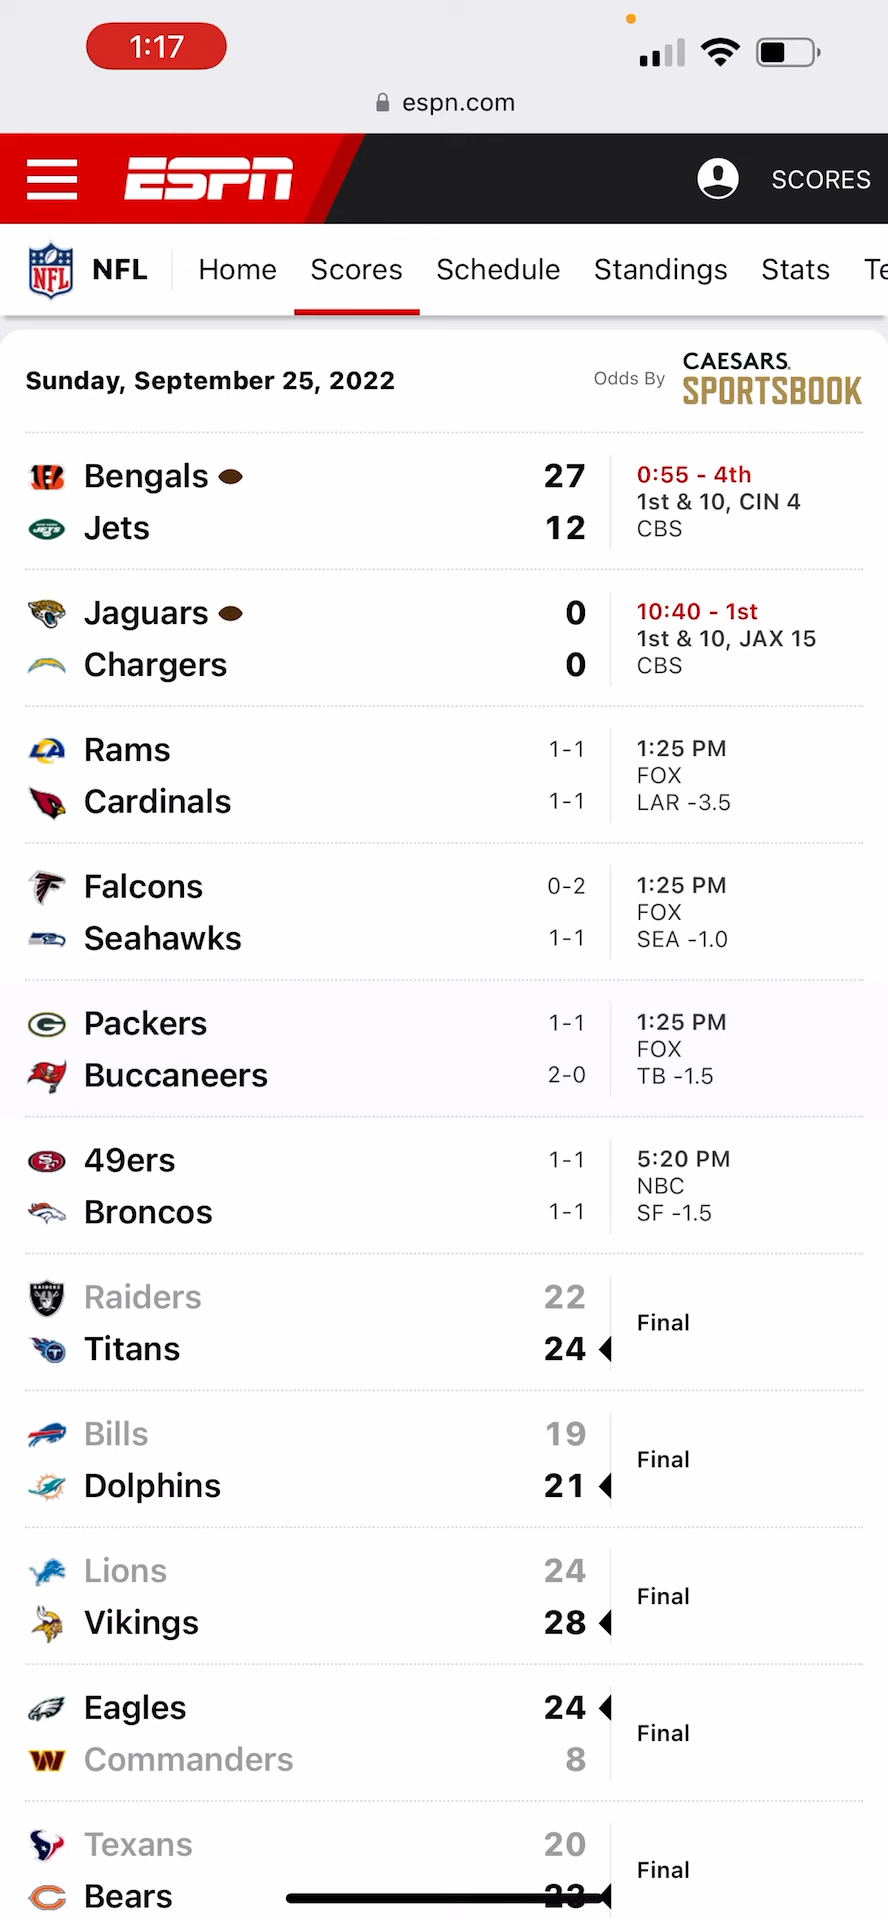 1:17
espn.com
ESPN
SCORES
NFL
NFL Home Scores Schedule Standings Stats Te
Sunday, September 25, 2022
Odds By
CAESARS
SPORTSBOOK
Bengals 27
Jets 12
0:55 - 4th
1st & 10, CIN 4
CBS
Jaguars 0
Chargers 0
10:40 - 1st
1st & 10, JAX 15
CBS
Rams 1-1
Cardinals 1-1
1:25 PM
FOX
LAR -3.5
Falcons 0-2
Seahawks 1-1
1:25 PM
FOX
SEA -1.0
Packers 1-1
Buccaneers 2-0
1:25 PM
FOX
TB -1.5
49ers 1-1
Broncos 1-1
5:20 PM
NBC
SF -1.5
Raiders 22
Titans 24
Final
Bills 19
Dolphins 21
Final
Lions 24
Vikings 28
Final
Eagles 24
Commanders 8
Final
Texans 20
Bears 23
Final